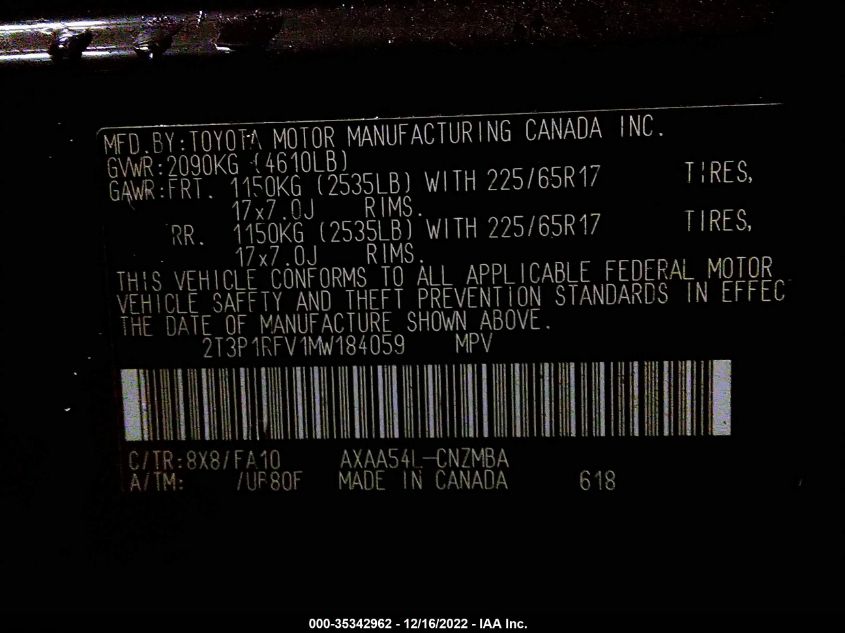 MFD.BY:TOYOTA MOTOR MANUFACTURING CANADA INC.
GVWR:2090KG (4610LB)
GAWR:FRT. 1150KG (2535LB) WITH 225/65R17 TIRES,
17x7.0J RIMS.
RR. 1150KG (2535LB) WITH 225/65R17 TIRES,
17x7.0J RIMS.
THIS VEHICLE CONFORMS TO ALL APPLICABLE FEDERAL MOTOR
VEHICLE SAFETY AND THEFT PREVENTION STANDARDS IN EFFEC
THE DATE OF MANUFACTURE SHOWN ABOVE.
2T3P1RFV1MW184059 MPV
C/TR:8X8/FA10 AXAA54L-CNZMBA
A/TM: /UB80F MADE IN CANADA 618
000-35342962 - 12/16/2022 - IAA Inc.